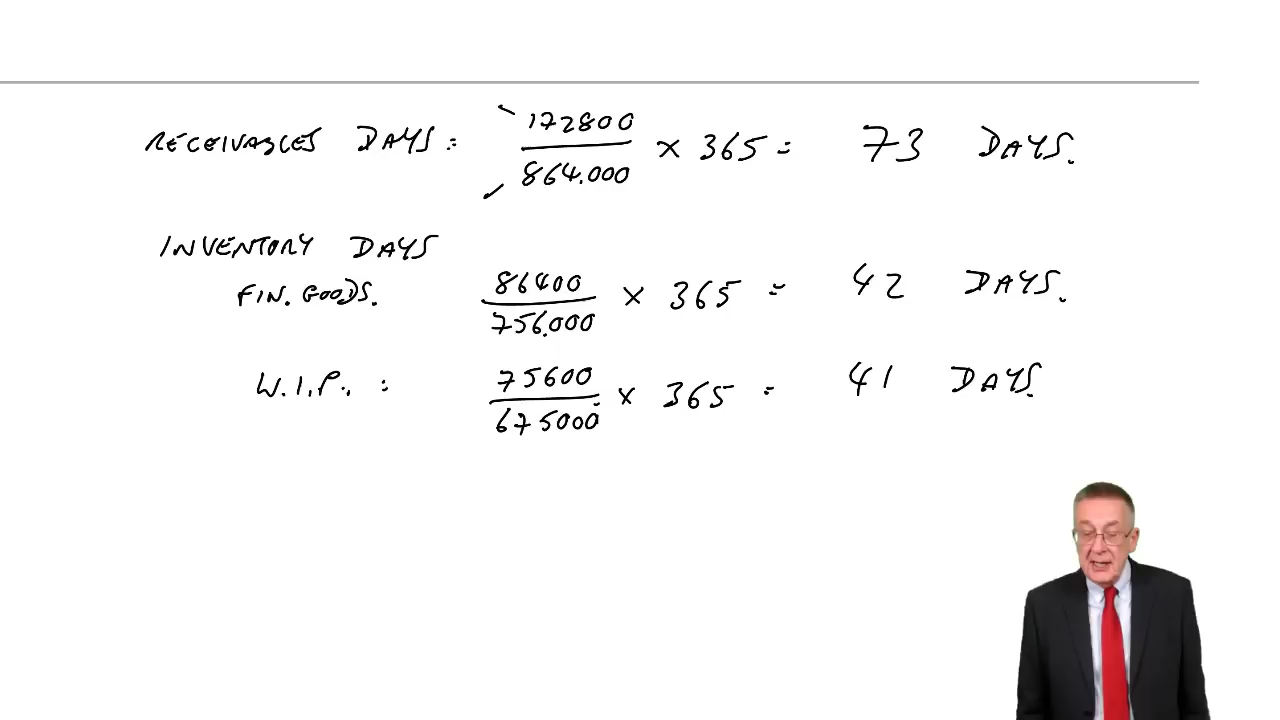 RECEIVABLES DAYS = 172800 / 864.000 × 365 = 73 DAYS.
INVENTORY DAYS
FIN. GOODS. 86400 / 756.000 × 365 = 42 DAYS.
W.I.P. : 75600 / 675000 × 365 = 41 DAYS.